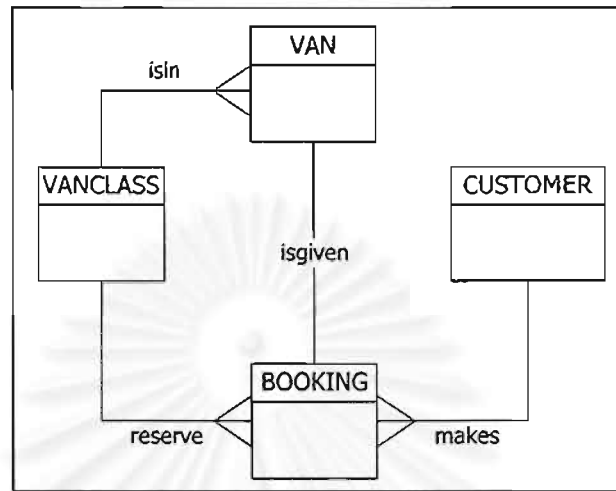 VAN
isin
VANCLASS
CUSTOMER
isgiven
BOOKING
reserve
makes